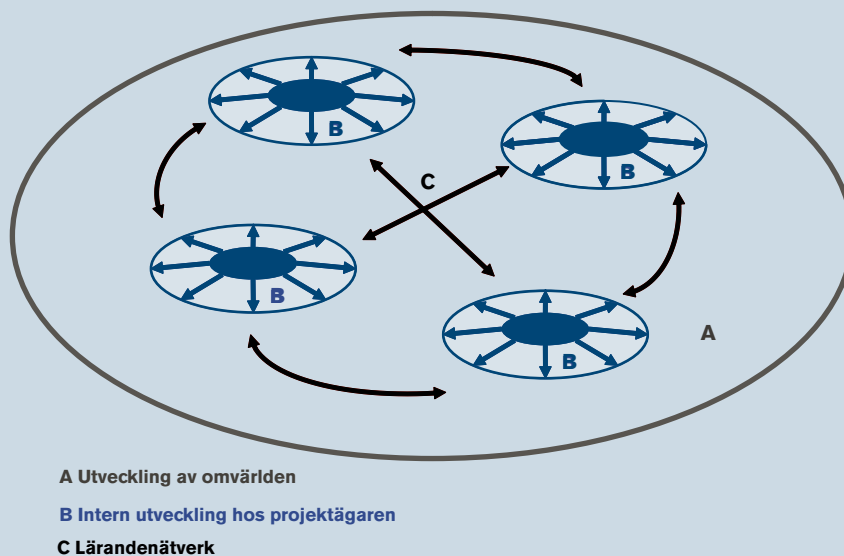 B
B
C
B
B
A
A Utveckling av omvärlden
B Intern utveckling hos projektägaren
C Lärandenätverk